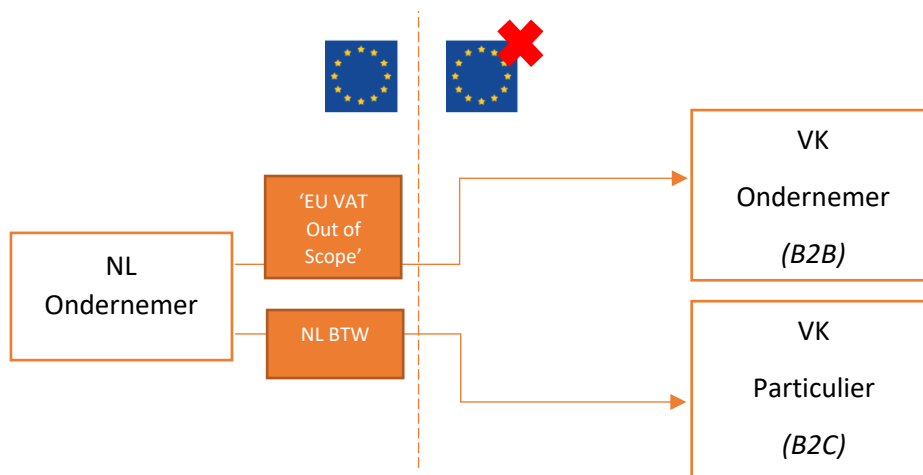 NL
Ondernemer
‘EU VAT
Out of
Scope’
NL BTW
VK
Ondernemer
(B2B)
VK
Particulier
(B2C)